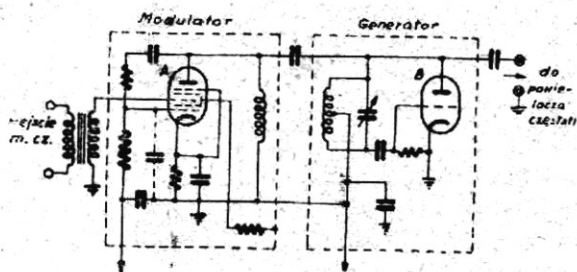 Modulator
Generator
A
B
Wejście
m. cz.
do
powie-
lacza
częstotl.